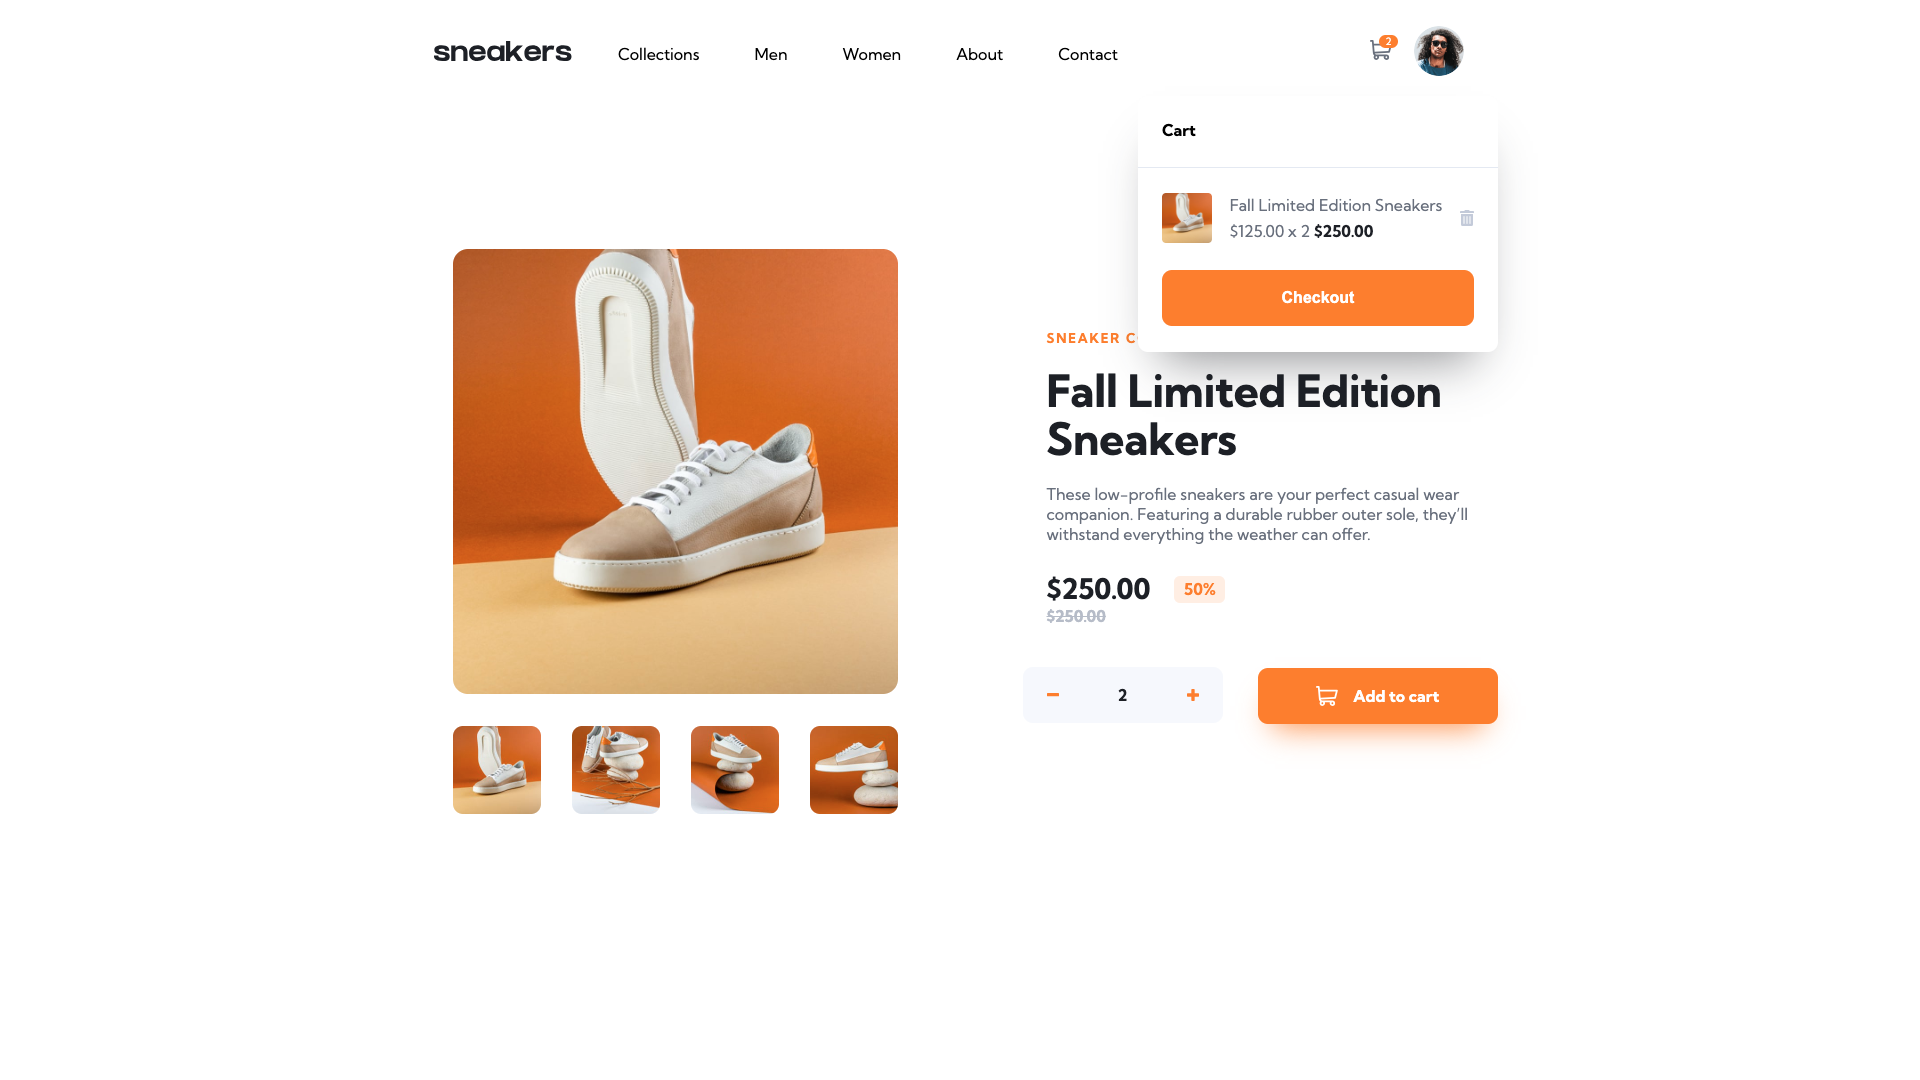 sneakers
Collections
Men
Women
About
Contact
2
Cart
Fall Limited Edition Sneakers
$125.00 x 2 $250.00
Checkout
SNEAKER
Fall Limited Edition
Sneakers
These low-profile sneakers are your perfect casual wear
companion. Featuring a durable rubber outer sole, they’ll
withstand everything the weather can offer.
$250.00
50%
$250.00
2
Add to cart